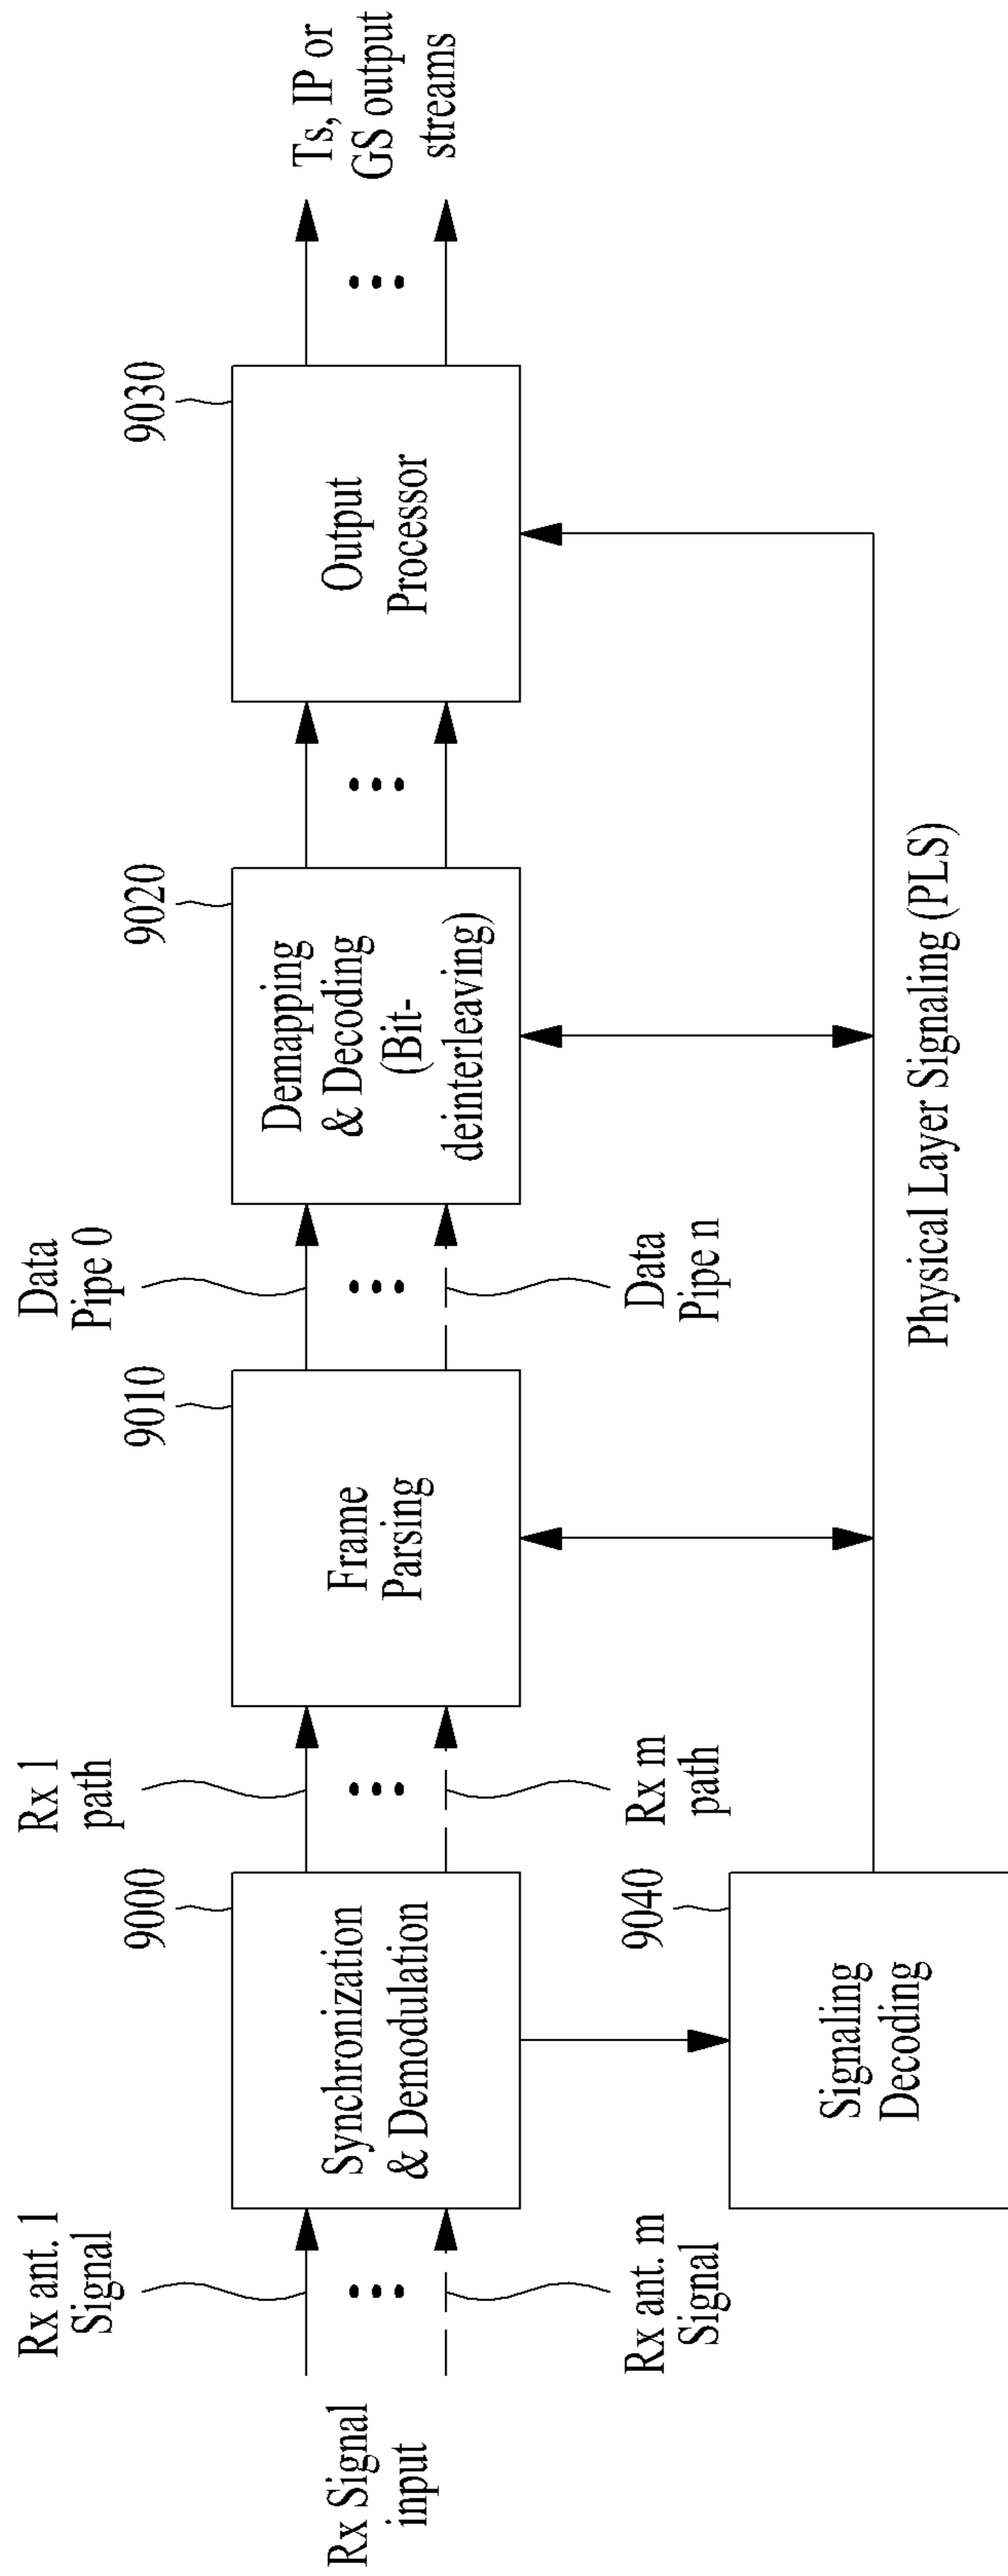 Rx Signal
input
Rx ant. 1
Signal
Rx ant. m
Signal
9000
Synchronization
& Demodulation
Rx 1
path
Rx m
path
9010
Frame
Parsing
Data
Pipe 0
Data
Pipe n
9020
Demapping
& Decoding
(Bit-
deinterleaving)
9030
Output
Processor
Ts, IP or
GS output
streams
9040
Signaling
Decoding
Physical Layer Signaling (PLS)